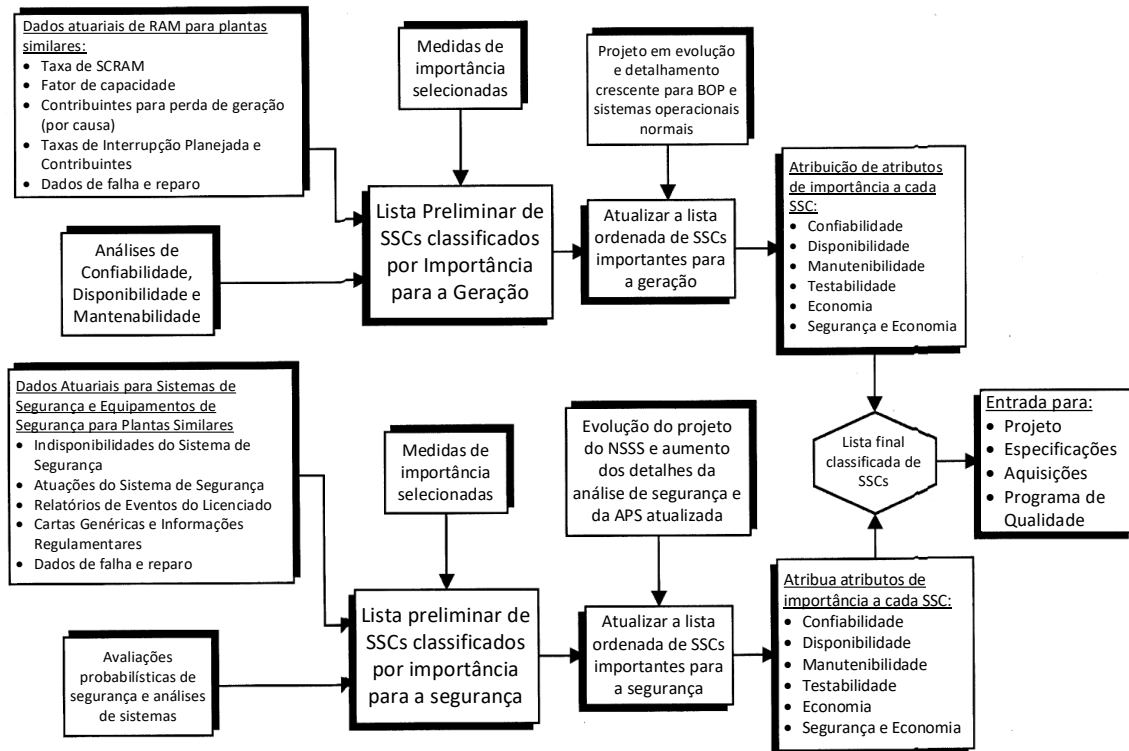 Dados atuariais de RAM para plantas
similares:
• Taxa de SCRAM
• Fator de capacidade
• Contribuintes para perda de geração
(por causa)
• Taxas de Interrupção Planejada e
Contribuintes
• Dados de falha e reparo
Medidas de
importância
selecionadas
Projeto em evolução
e detalhamento
crescente para BOP e
sistemas operacionais
normais
Análises de
Confiabilidade,
Disponibilidade e
Mantenabilidade
Lista Preliminar de
SSCs classificados
por Importância
para a Geração
Atualizar a lista
ordenada de SSCs
importantes para
a geração
Atribuição de atributos
de importância a cada
SSC:
• Confiabilidade
• Disponibilidade
• Manutenibilidade
• Testabilidade
• Economia
• Segurança e Economia
Dados Atuariais para Sistemas de
Segurança e Equipamentos de
Segurança para Plantas Similares
• Indisponibilidades do Sistema de
Segurança
• Atuações do Sistema de Segurança
• Relatórios de Eventos do Licenciado
• Cartas Genéricas e Informações
Regulamentares
• Dados de falha e reparo
Medidas de
importância
selecionadas
Evolução do projeto
do NSSS e aumento
dos detalhes da
análise de segurança e
da APS atualizada
Lista final
classificada de
SSCs
Entrada para:
• Projeto
• Especificações
• Aquisições
• Programa de
Qualidade
Avaliações
probabilísticas
de segurança e análises
de sistemas
Lista preliminar de
SSCs classificados
por importância
para a segurança
Atualizar a lista
ordenada de SSCs
importantes para
a segurança
Atribua atributos de
importância a cada SSC:
• Confiabilidade
• Disponibilidade
• Manutenibilidade
• Testabilidade
• Economia
• Segurança e Economia